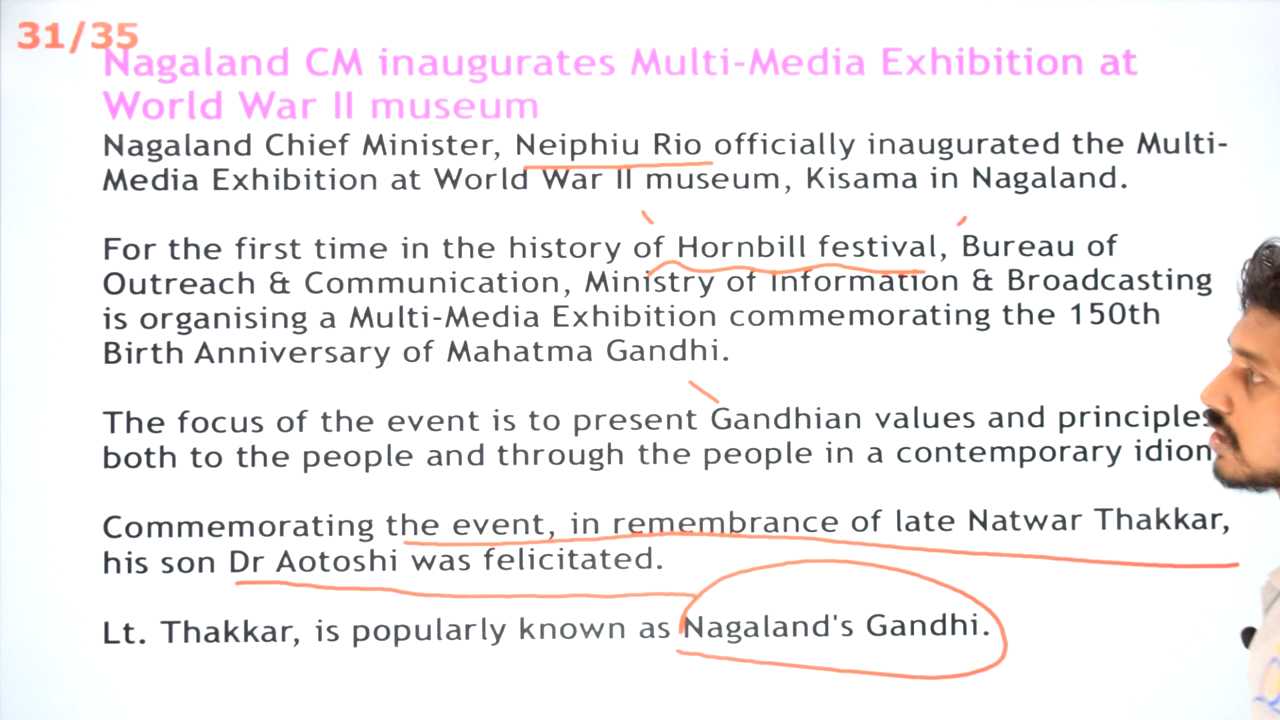 31/35
Nagaland CM inaugurates Multi-Media Exhibition at
World War II museum
Nagaland Chief Minister, Neiphiu Rio officially inaugurated the Multi-
Media Exhibition at World War II museum, Kisama in Nagaland.
For the first time in the history of Hornbill festival, Bureau of
Outreach & Communication, Ministry of Information & Broadcasting
is organising a Multi-Media Exhibition commemorating the 150th
Birth Anniversary of Mahatma Gandhi.
The focus of the event is to present Gandhian values and principles
both to the people and through the people in a contemporary idiom
Commemorating the event, in remembrance of late Natwar Thakkar,
his son Dr Aotoshi was felicitated.
Lt. Thakkar, is popularly known as Nagaland's Gandhi.